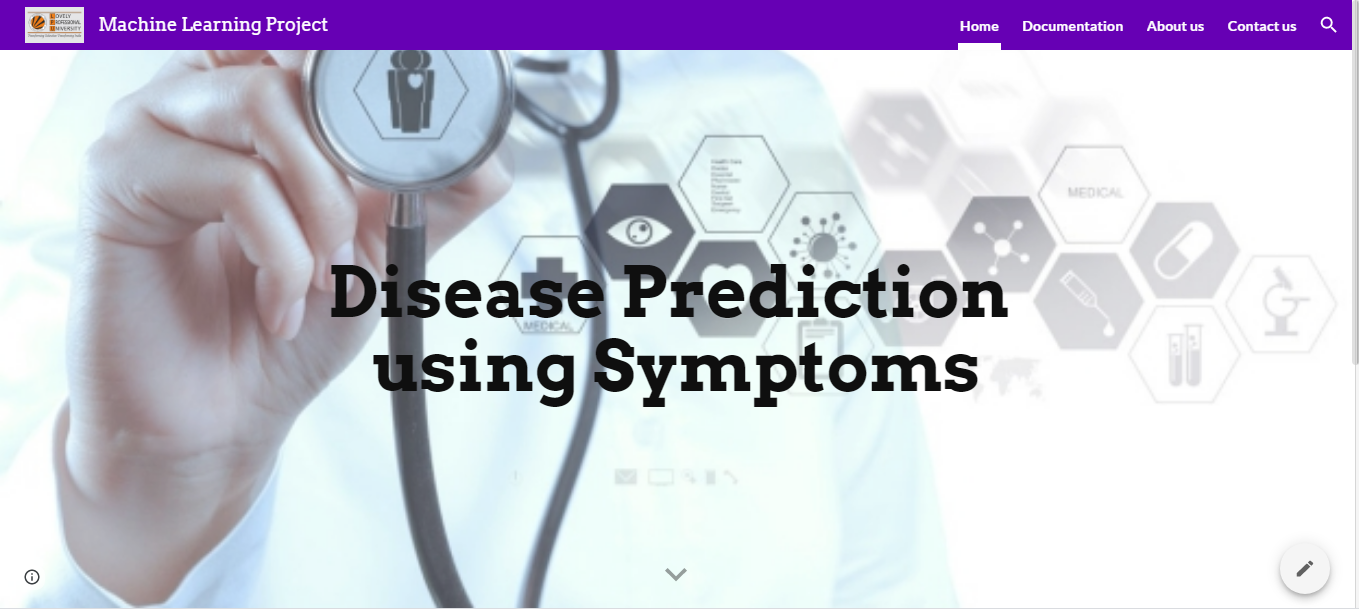 LOVELY
PROFESSIONAL
UNIVERSITY
Machine Learning Project
Home
Documentation
About us
Contact us
MEDICAL
MEDICAL
Disease Prediction
using Symptoms